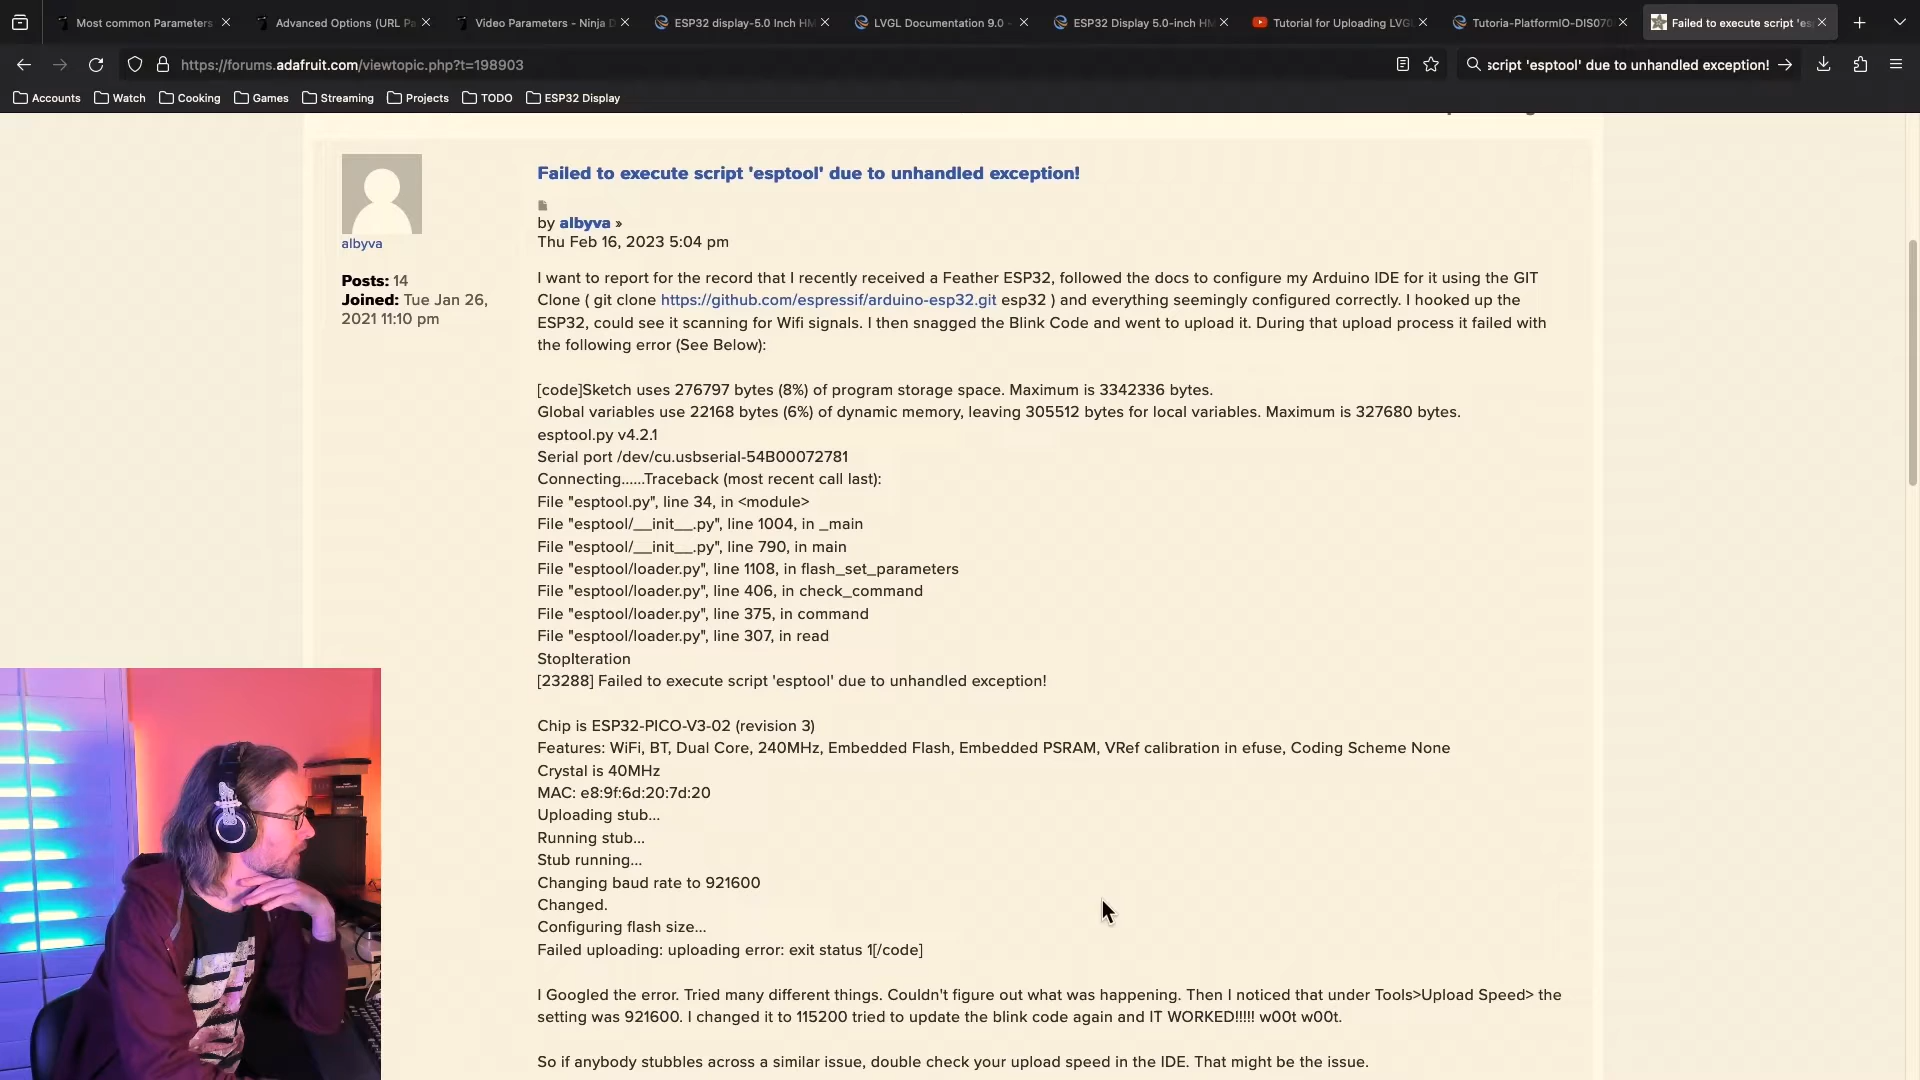 Most common Parameters
Advanced Options (URL Pa
Video Parameters - Ninja D
ESP32 display-5.0 Inch HM
LVGL Documentation 9.0 -
ESP32 Display 5.0-inch HM
Tutorial for Uploading LVG
Tutoria-PlatformIO-DIS070
Failed to execute script 'es
https://forums.adafruit.com/viewtopic.php?t=198903
script 'esptool' due to unhandled exception!
Accounts
Watch
Cooking
Games
Streaming
Projects
TODO
ESP32 Display
albyva
Posts: 14
Joined: Tue Jan 26,
2021 11:10 pm
Failed to execute script 'esptool' due to unhandled exception!
by albyva »
Thu Feb 16, 2023 5:04 pm
I want to report for the record that I recently received a Feather ESP32, followed the docs to configure my Arduino IDE for it using the GIT
Clone ( git clone https://github.com/espressif/arduino-esp32.git esp32 ) and everything seemingly configured correctly. I hooked up the
ESP32, could see it scanning for Wifi signals. I then snagged the Blink Code and went to upload it. During that upload process it failed with
the following error (See Below):
[code]Sketch uses 276797 bytes (8%) of program storage space. Maximum is 3342336 bytes.
Global variables use 22168 bytes (6%) of dynamic memory, leaving 305512 bytes for local variables. Maximum is 327680 bytes.
esptool.py v4.2.1
Serial port /dev/cu.usbserial-54B00072781
Connecting......Traceback (most recent call last):
File "esptool.py", line 34, in <module>
File "esptool/__init__.py", line 1004, in _main
File "esptool/__init__.py", line 790, in main
File "esptool/loader.py", line 1108, in flash_set_parameters
File "esptool/loader.py", line 406, in check_command
File "esptool/loader.py", line 375, in command
File "esptool/loader.py", line 307, in read
StopIteration
[23288] Failed to execute script 'esptool' due to unhandled exception!
Chip is ESP32-PICO-V3-02 (revision 3)
Features: WiFi, BT, Dual Core, 240MHz, Embedded Flash, Embedded PSRAM, VRef calibration in efuse, Coding Scheme None
Crystal is 40MHz
MAC: e8:9f:6d:20:7d:20
Uploading stub...
Running stub...
Stub running...
Changing baud rate to 921600
Changed.
Configuring flash size...
Failed uploading: uploading error: exit status 1[/code]
I Googled the error. Tried many different things. Couldn't figure out what was happening. Then I noticed that under Tools>Upload Speed> the
setting was 921600. I changed it to 115200 tried to update the blink code again and IT WORKED!!!!! w00t w00t.
So if anybody stubbles across a similar issue, double check your upload speed in the IDE. That might be the issue.